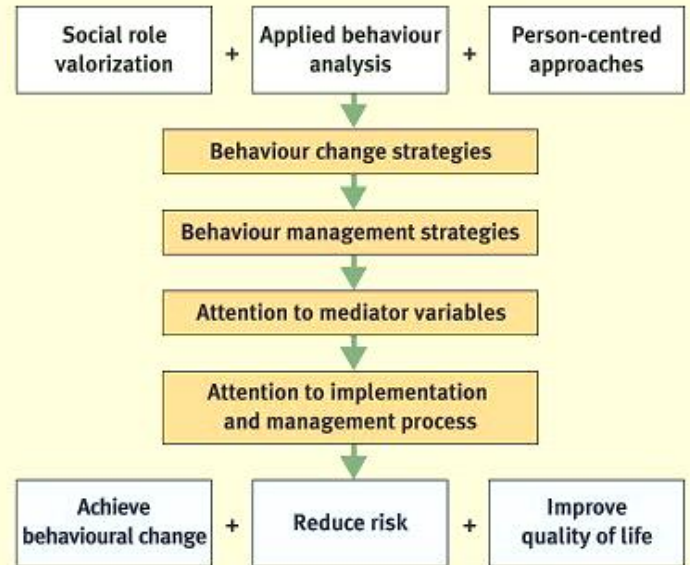 Social role
valorization
+
Applied behaviour
analysis
+
Person-centred
approaches
Behaviour change strategies
Behaviour management strategies
Attention to mediator variables
Attention to implementation
and management process
Achieve
behavioural change
+
Reduce risk
+
Improve
quality of life